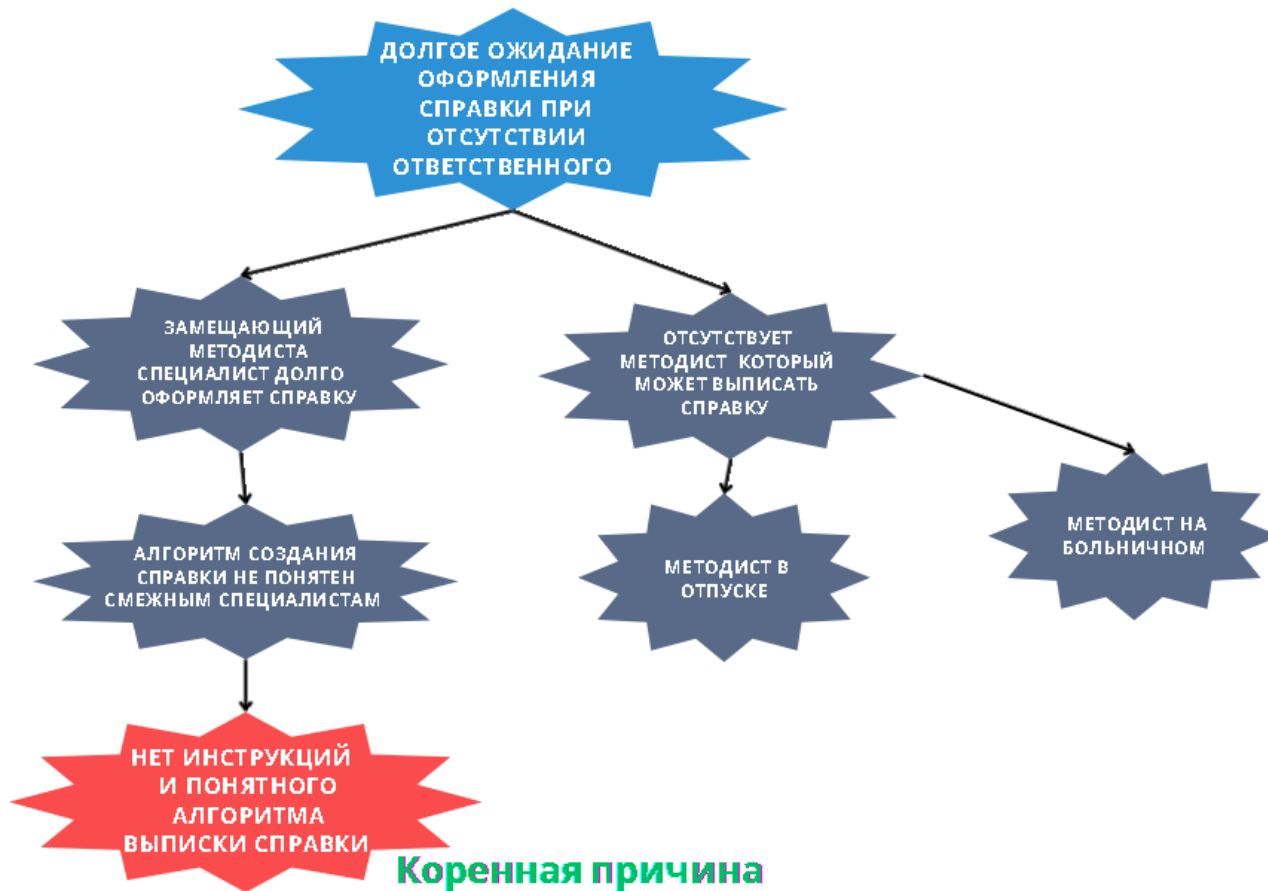 ДОЛГОЕ ОЖИДАНИЕ
ОФОРМЛЕНИЯ
СПРАВКИ ПРИ
ОТСУТСТВИИ
ОТВЕТСТВЕННОГО
ЗАМЕЩАЮЩИЙ
МЕТОДИСТА
СПЕЦИАЛИСТ ДОЛГО
ОФОРМЛЯЕТ СПРАВКУ
ОТСУТСТВУЕТ
МЕТОДИСТ КОТОРЫЙ
МОЖЕТ ВЫПИСАТЬ
СПРАВКУ
АЛГОРИТМ СОЗДАНИЯ
СПРАВКИ НЕ ПОНЯТЕН
СМЕЖНЫМ СПЕЦИАЛИСТАМ
МЕТОДИСТ В
ОТПУСКЕ
МЕТОДИСТ НА
БОЛЬНИЧНОМ
НЕТ ИНСТРУКЦИЙ
И ПОНЯТНОГО
АЛГОРИТМА
ВЫПИСКИ СПРАВКИ
Коренная причина